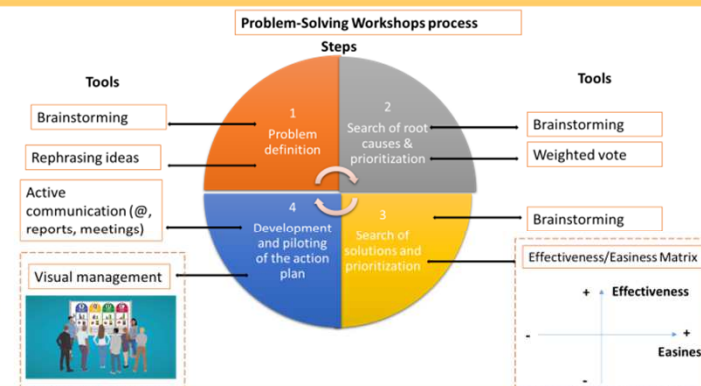 Problem-Solving Workshops process
Steps
Tools
Tools
Brainstorming
Rephrasing ideas
Active
communication (@,
reports, meetings)
Visual management
1
Problem
definition
2
Search of root
causes &
prioritization
4
Development
and piloting
of the action
plan
3
Search of
solutions and
prioritization
Brainstorming
Weighted vote
Brainstorming
Effectiveness/Easiness Matrix
+
Effectiveness
-
+
Easines
-